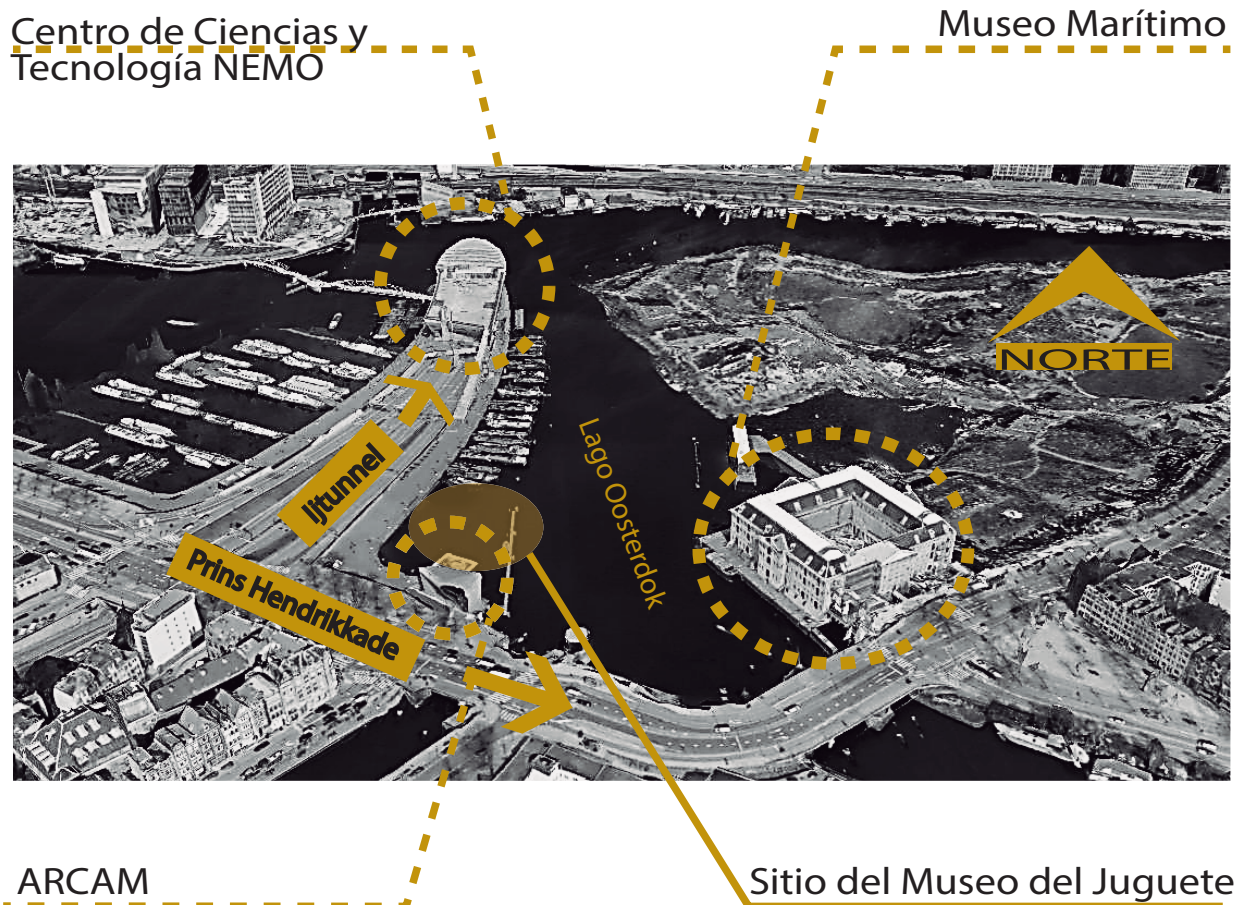 Centro de Ciencias y
Tecnología NEMO
Museo Marítimo
NORTE
Lago Oosterdok
Ijtunnel
Prins Hendrikkade
ARCAM
Sitio del Museo del Juguete